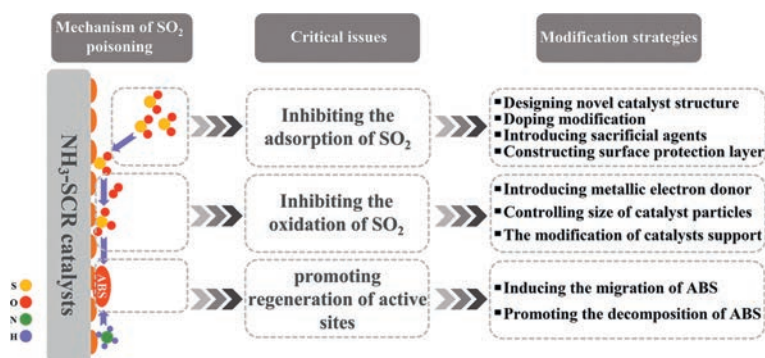 Mechanism of SO2
poisoning
Critical issues
Modification strategies
NH3-SCR catalysts
S
O
N
H
ABS
Inhibiting the
adsorption of SO2
▪Designing novel catalyst structure
▪Doping modification
▪Introducing sacrificial agents
▪Constructing surface protection layer
Inhibiting the
oxidation of SO2
▪Introducing metallic electron donor
▪Controlling size of catalyst particles
▪The modification of catalysts support
promoting
regeneration of active
sites
▪Inducing the migration of ABS
▪Promoting the decomposition of ABS